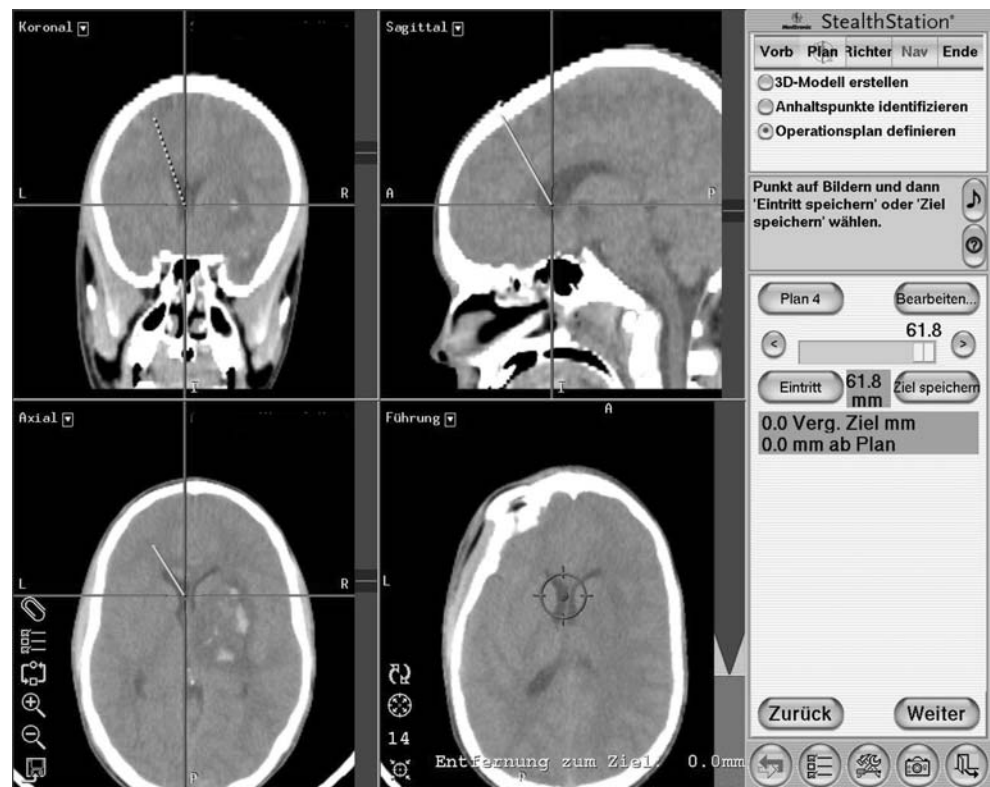 Koronal
L
R
I
Sagittal
A
P
I
Axial
L
R
P
Führung
A
L
14
Entfernung zum Ziel. 0.0mm
P
Medtronic
StealthStation
Vorb Plan Richter Nav Ende
3D-Modell erstellen
Anhaltspunkte identifizieren
Operationsplan definieren
Punkt auf Bildern und dann
'Eintritt speichern' oder 'Ziel
speichern' wählen.
?
Plan 4
Bearbeiten...
61.8
< >
Eintritt
61.8
mm
Ziel speichern
0.0 Verg. Ziel mm
0.0 mm ab Plan
Zurück
Weiter